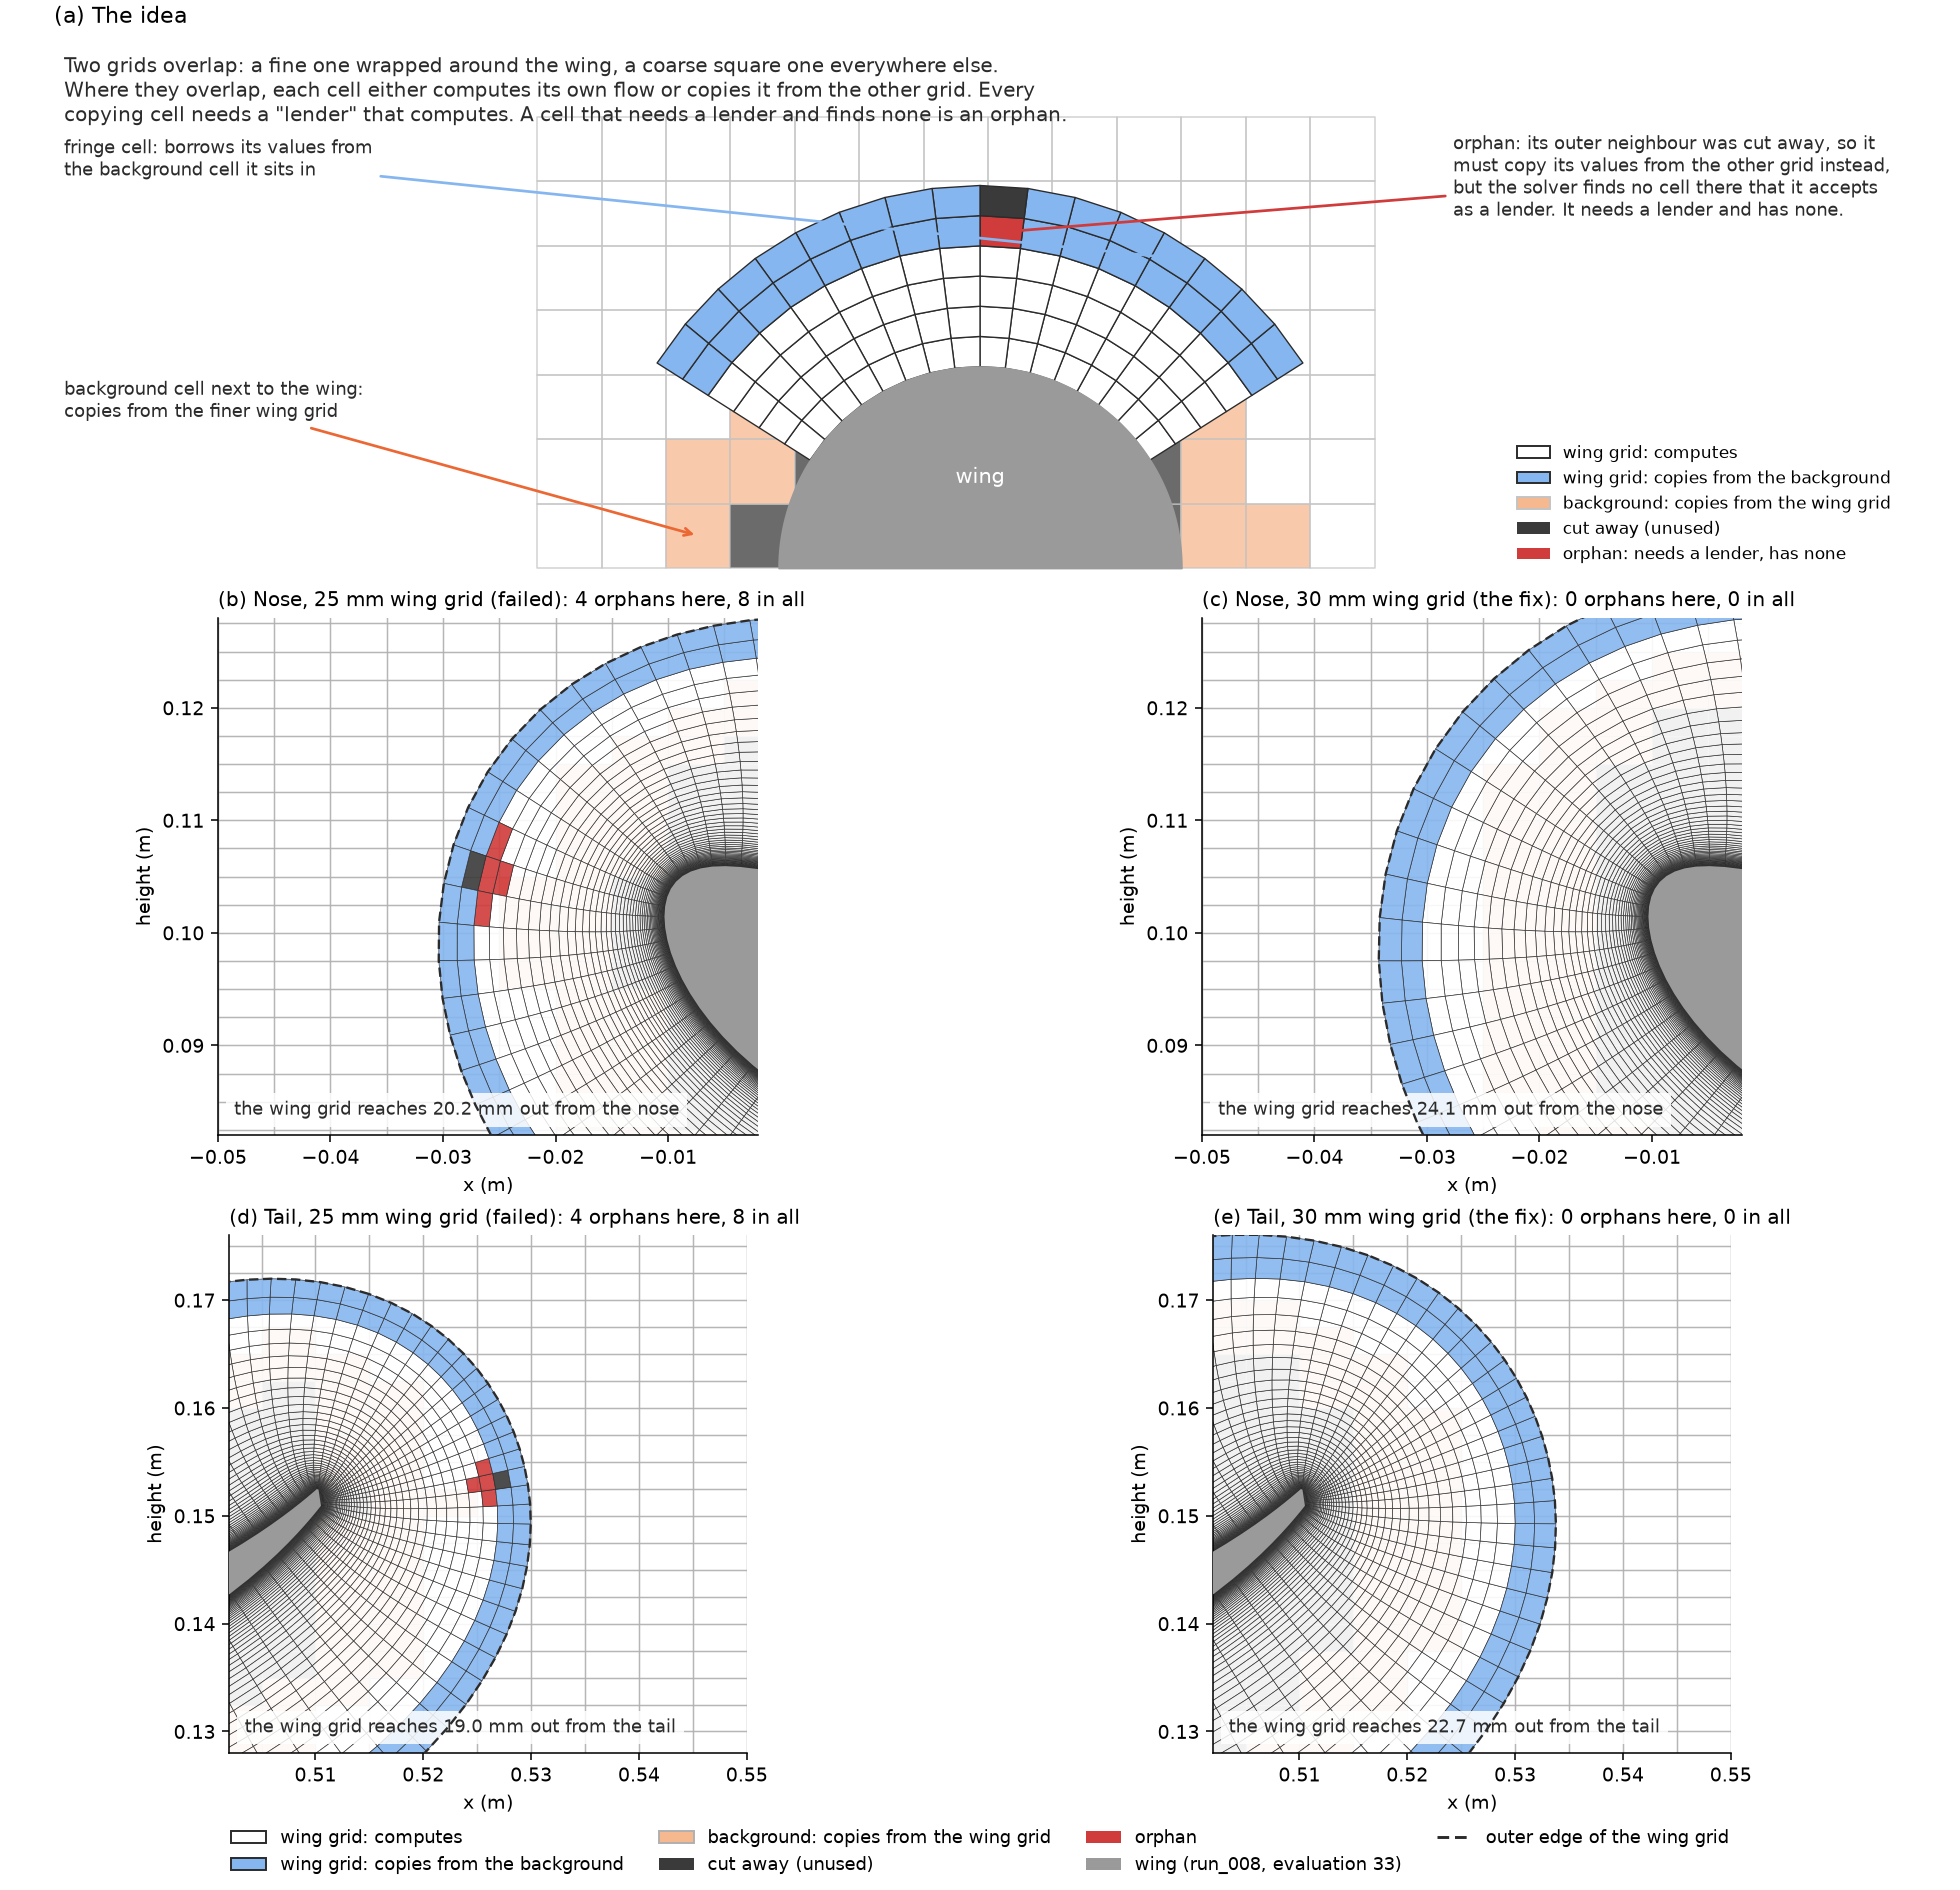 (a) The idea
Two grids overlap: a fine one wrapped around the wing, a coarse square one everywhere else.
Where they overlap, each cell either computes its own flow or copies it from the other grid. Every
copying cell needs a "lender" that computes. A cell that needs a lender and finds none is an orphan.
fringe cell: borrows its values from
the background cell it sits in
orphan: its outer neighbour was cut away, so it
must copy its values from the other grid instead,
but the solver finds no cell there that it accepts
as a lender. It needs a lender and has none.
background cell next to the wing:
copies from the finer wing grid
wing
wing grid: computes
wing grid: copies from the background
background: copies from the wing grid
cut away (unused)
orphan: needs a lender, has none
(b) Nose, 25 mm wing grid (failed): 4 orphans here, 8 in all
0.12
0.11
0.10
0.09
height (m)
the wing grid reaches 20.2 mm out from the nose
−0.05 −0.04 −0.03 −0.02 −0.01
x (m)
(c) Nose, 30 mm wing grid (the fix): 0 orphans here, 0 in all
0.12
0.11
0.10
0.09
height (m)
the wing grid reaches 24.1 mm out from the nose
−0.05 −0.04 −0.03 −0.02 −0.01
x (m)
(d) Tail, 25 mm wing grid (failed): 4 orphans here, 8 in all
0.17
0.16
0.15
0.14
0.13
height (m)
the wing grid reaches 19.0 mm out from the tail
0.51 0.52 0.53 0.54 0.55
x (m)
(e) Tail, 30 mm wing grid (the fix): 0 orphans here, 0 in all
0.17
0.16
0.15
0.14
0.13
height (m)
the wing grid reaches 22.7 mm out from the tail
0.51 0.52 0.53 0.54 0.55
x (m)
wing grid: computes
wing grid: copies from the background
background: copies from the wing grid
cut away (unused)
orphan
wing (run_008, evaluation 33)
outer edge of the wing grid